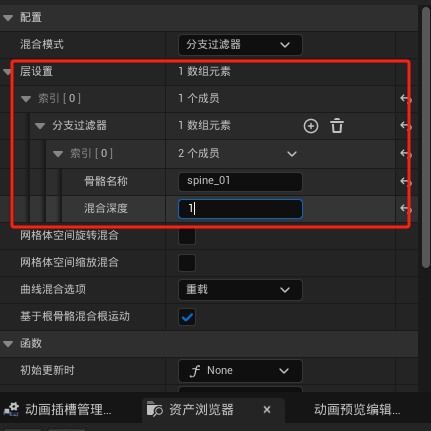 配置
混合模式 分支过滤器
层设置 1 数组元素
索引 [ 0 ] 1 个成员
分支过滤器 1 数组元素
索引 [ 0 ] 2 个成员
骨骼名称 spine_01
混合深度 1
网格体空间旋转混合
网格体空间缩放混合
曲线混合选项 重载
基于根骨骼混合根运动
函数
初始更新时 f None
动画插槽管理... 资产浏览器 × 动画预览编辑...